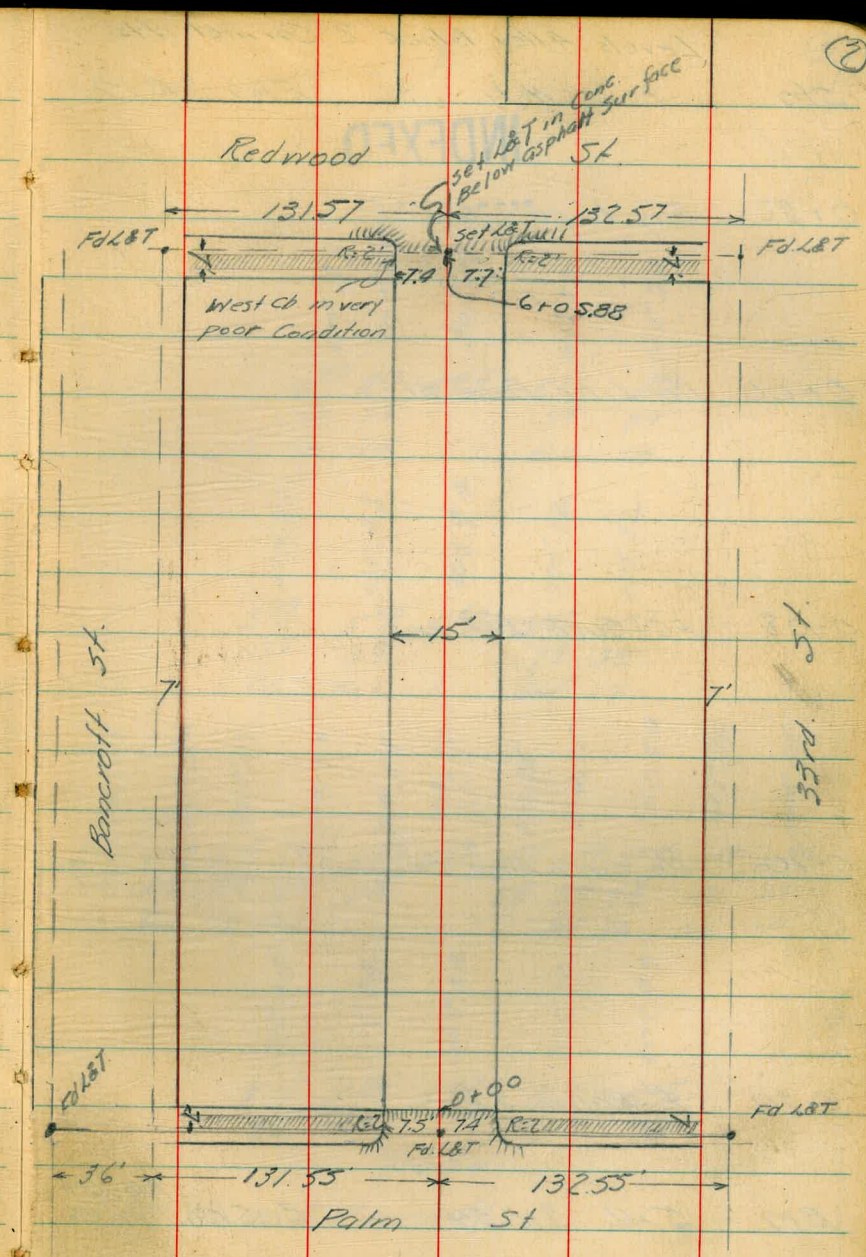 2
set L&T in Conc.
Below asphalt surface
Redwood St.
131.57 132.57
Fd L&T set L&T Fd L&T
R=2' R=2'
7.4 7.7'
West Cb in very
poor Condition
6+05.88
15'
Bancroft St.
7' 7'
33rd. St.
0+00
Fd L&T Fd L&T
R=2 7.5 7.4 R=2
Fd. L&T
36' 131.55' 132.55'
Palm St